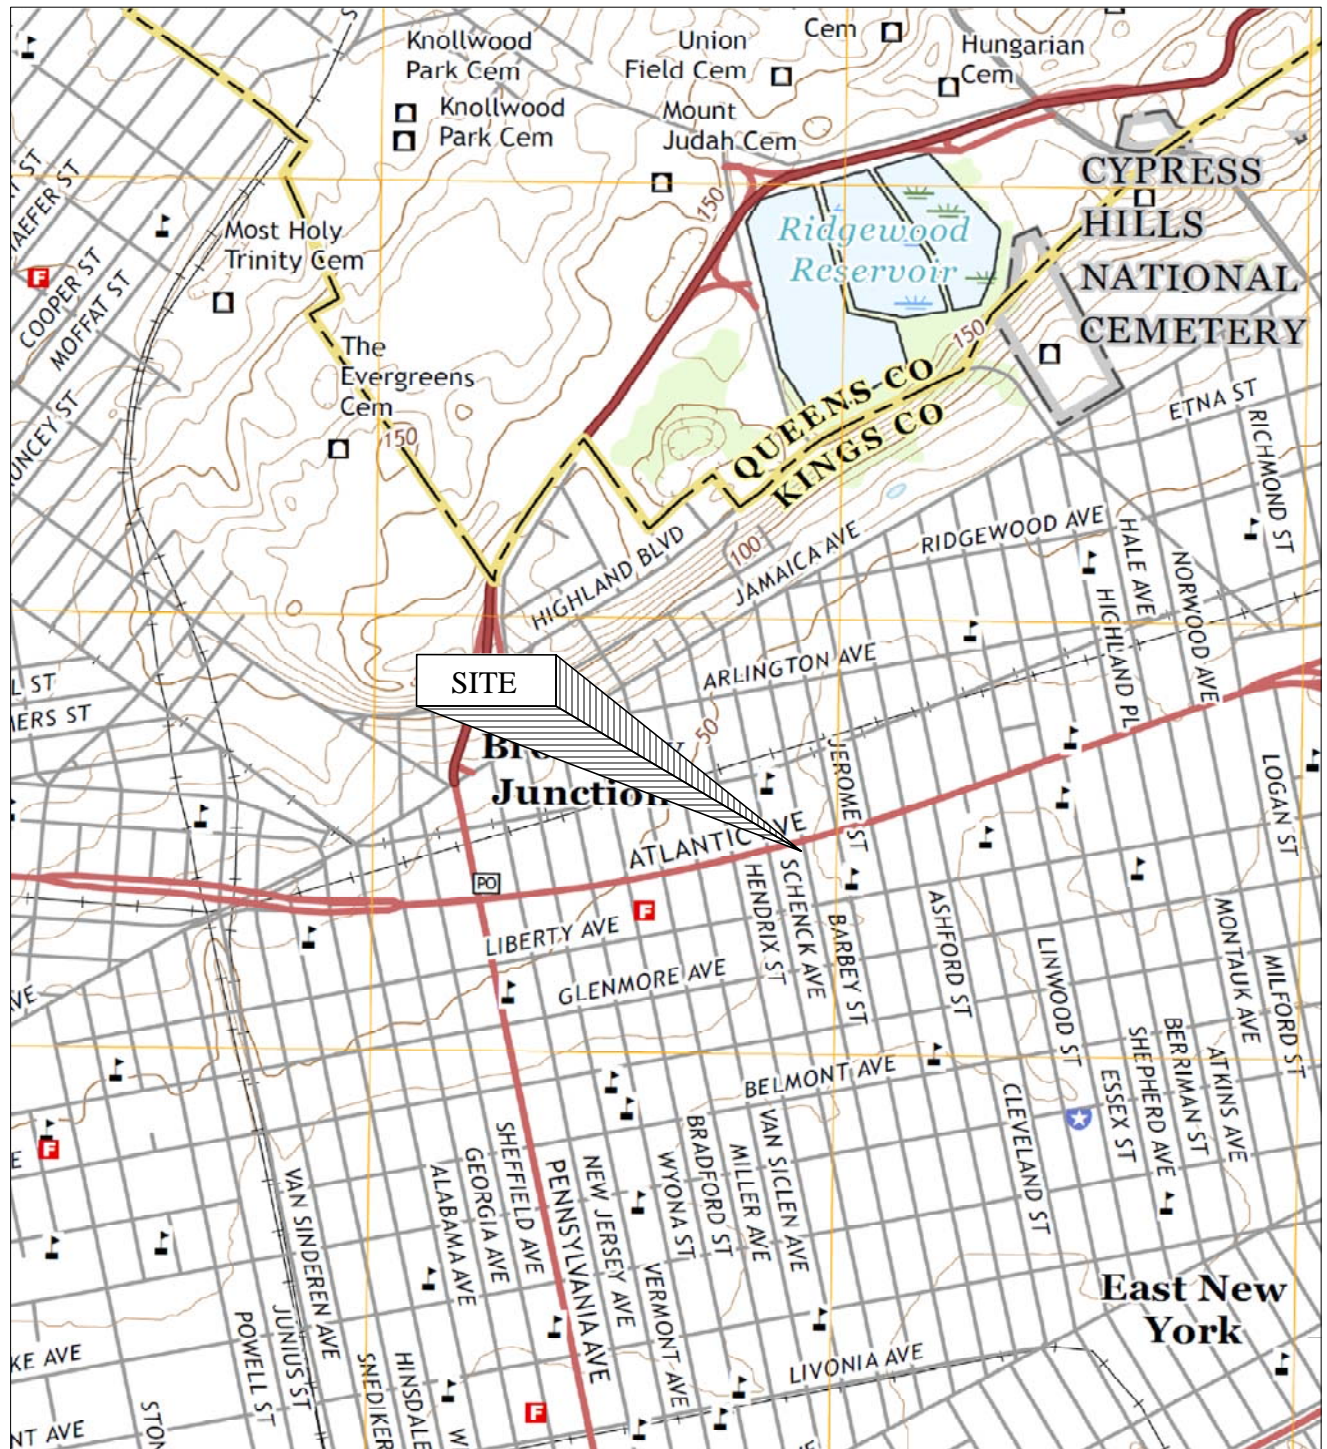 Knollwood
Park Cem
Union
Field Cem
Cem
Hungarian
Cem
Knollwood
Park Cem
Mount
Judah Cem
150
CYPRESS
HILLS
NATIONAL
CEMETERY
Ridgewood
Reservoir
Most Holy
Trinity Cem
COOPER ST
MOFFAT ST
F
The
Evergreens
Cem
150
150
QUEENS CO
KINGS CO
ETNA ST
RICHMOND ST
HIGHLAND BLVD
100
JAMAICA AVE
RIDGEWOOD AVE
HALE AVE
HIGHLAND PL
NORWOOD AVE
ARLINGTON AVE
SITE
50
Junction
JEROME ST
LOGAN ST
ATLANTIC AVE
PO
F
LIBERTY AVE
GLENMORE AVE
HENDRIX ST
SCHENCK AVE
BARBEY ST
ASHFORD ST
LINWOOD ST
MONTAUK AVE
MILFORD ST
BELMONT AVE
CLEVELAND ST
ESSEX ST
SHEPHERD AVE
BERRIMAN ST
ATKINS AVE
F
VAN SINDEREN AVE
ALABAMA AVE
GEORGIA AVE
SHEFFIELD AVE
PENNSYLVANIA AVE
NEW JERSEY AVE
WYONA ST
BRADFORD ST
MILLER AVE
VAN SICLEN AVE
VERMONT AVE
East New
York
POWELL ST
JUNIUS ST
SNEDIKER
HINSDALE
LIVONIA AVE
F